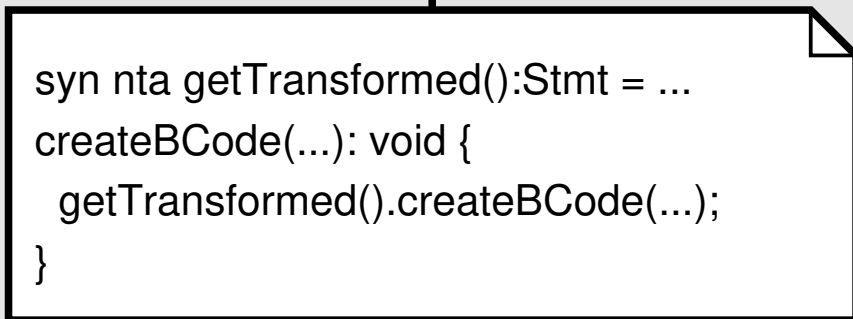 syn nta getTransformed():Stmt = ...
createBCode(...): void {
  getTransformed().createBCode(...);
}